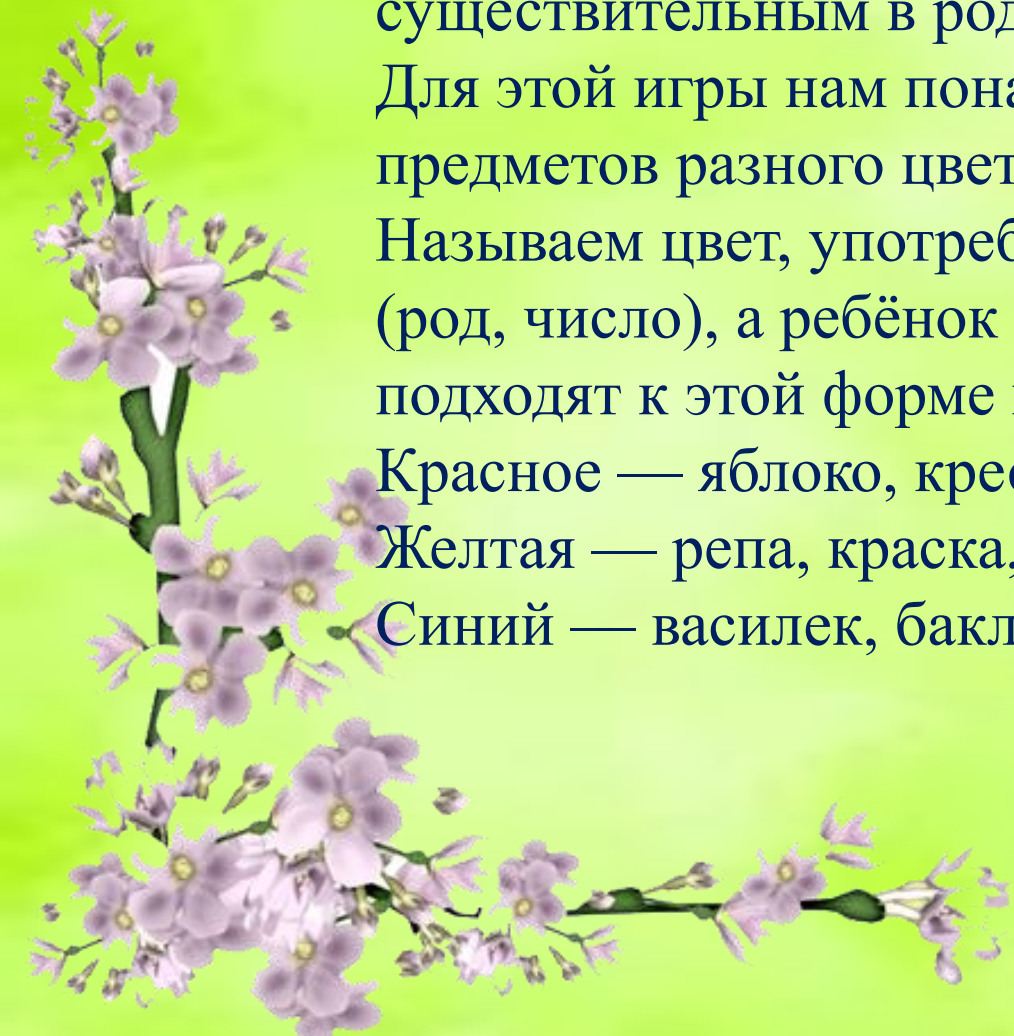 существительным в род
Для этой игры нам пона
предметов разного цвет
Называем цвет, употреб
(род, число), а ребёнок
подходят к этой форме
Красное — яблоко, крес
Желтая — репа, краска,
Синий — василек, бакл